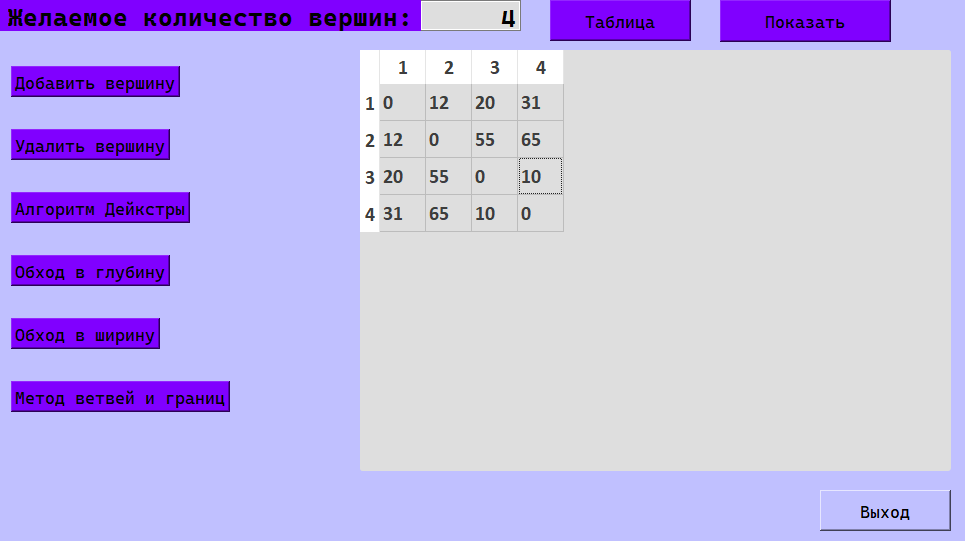 Желаемое количество вершин: 4 Таблица Показать
Добавить вершину
Удалить вершину
Алгоритм Дейкстры
Обход в глубину
Обход в ширину
Метод ветвей и границ
1 2 3 4
1 0 12 20 31
2 12 0 55 65
3 20 55 0 10
4 31 65 10 0
Выход